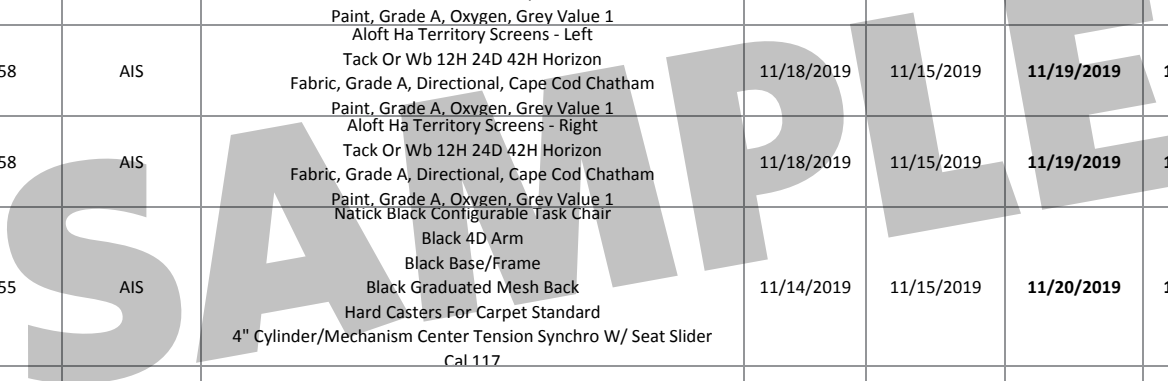 Paint, Grade A, Oxygen, Grey Value 1
58
AIS
Aloft Ha Territory Screens - Left
Tack Or Wb 12H 24D 42H Horizon
Fabric, Grade A, Directional, Cape Cod Chatham
Paint, Grade A, Oxygen, Grey Value 1
11/18/2019
11/15/2019
11/19/2019
58
AIS
Aloft Ha Territory Screens - Right
Tack Or Wb 12H 24D 42H Horizon
Fabric, Grade A, Directional, Cape Cod Chatham
Paint, Grade A, Oxygen, Grey Value 1
11/18/2019
11/15/2019
11/19/2019
55
AIS
Natick Black Configurable Task Chair
Black 4D Arm
Black Base/Frame
Black Graduated Mesh Back
Hard Casters For Carpet Standard
4" Cylinder/Mechanism Center Tension Synchro W/ Seat Slider
Cal 117
11/14/2019
11/15/2019
11/20/2019
SAMPLE